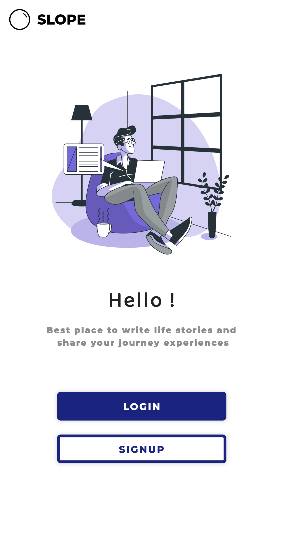 SLOPE
Hello !
Best place to write life stories and
share your journey experiences
LOGIN
SIGNUP